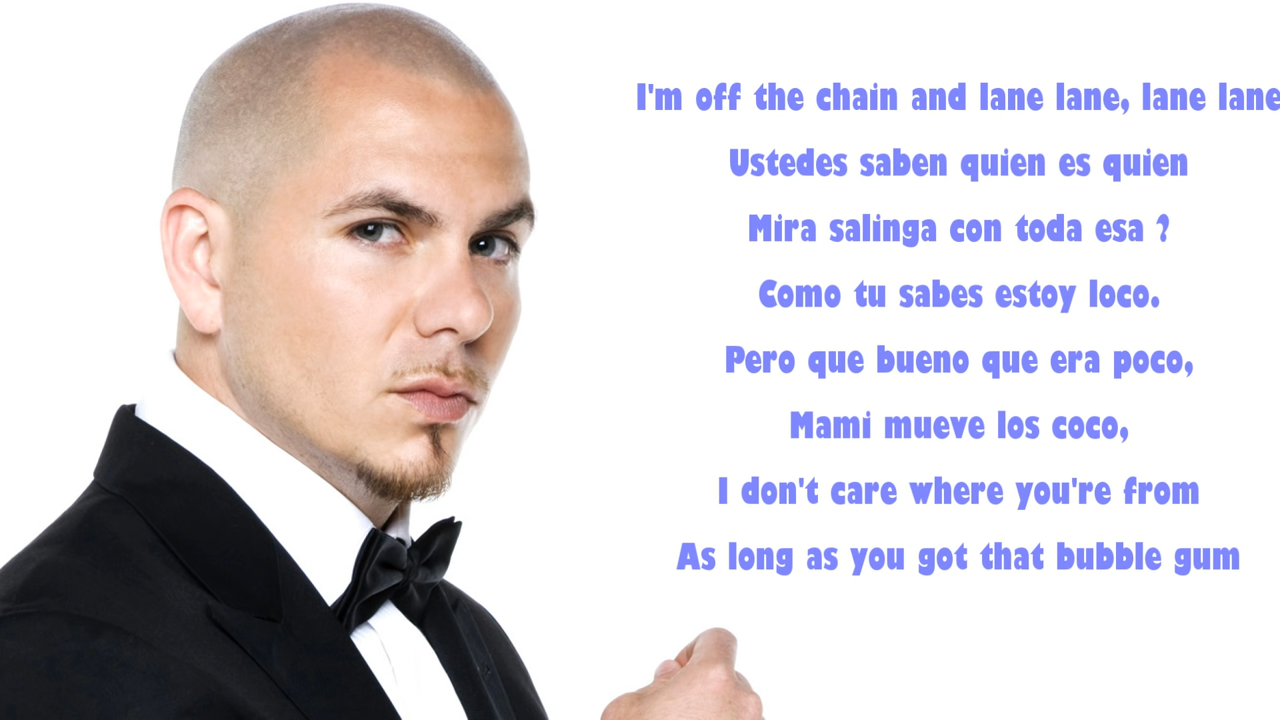 I'm off the chain and lane lane, lane lane
Ustedes saben quien es quien
Mira salinga con toda esa ?
Como tu sabes estoy loco.
Pero que bueno que era poco,
Mami mueve los coco,
I don't care where you're from
As long as you got that bubble gum